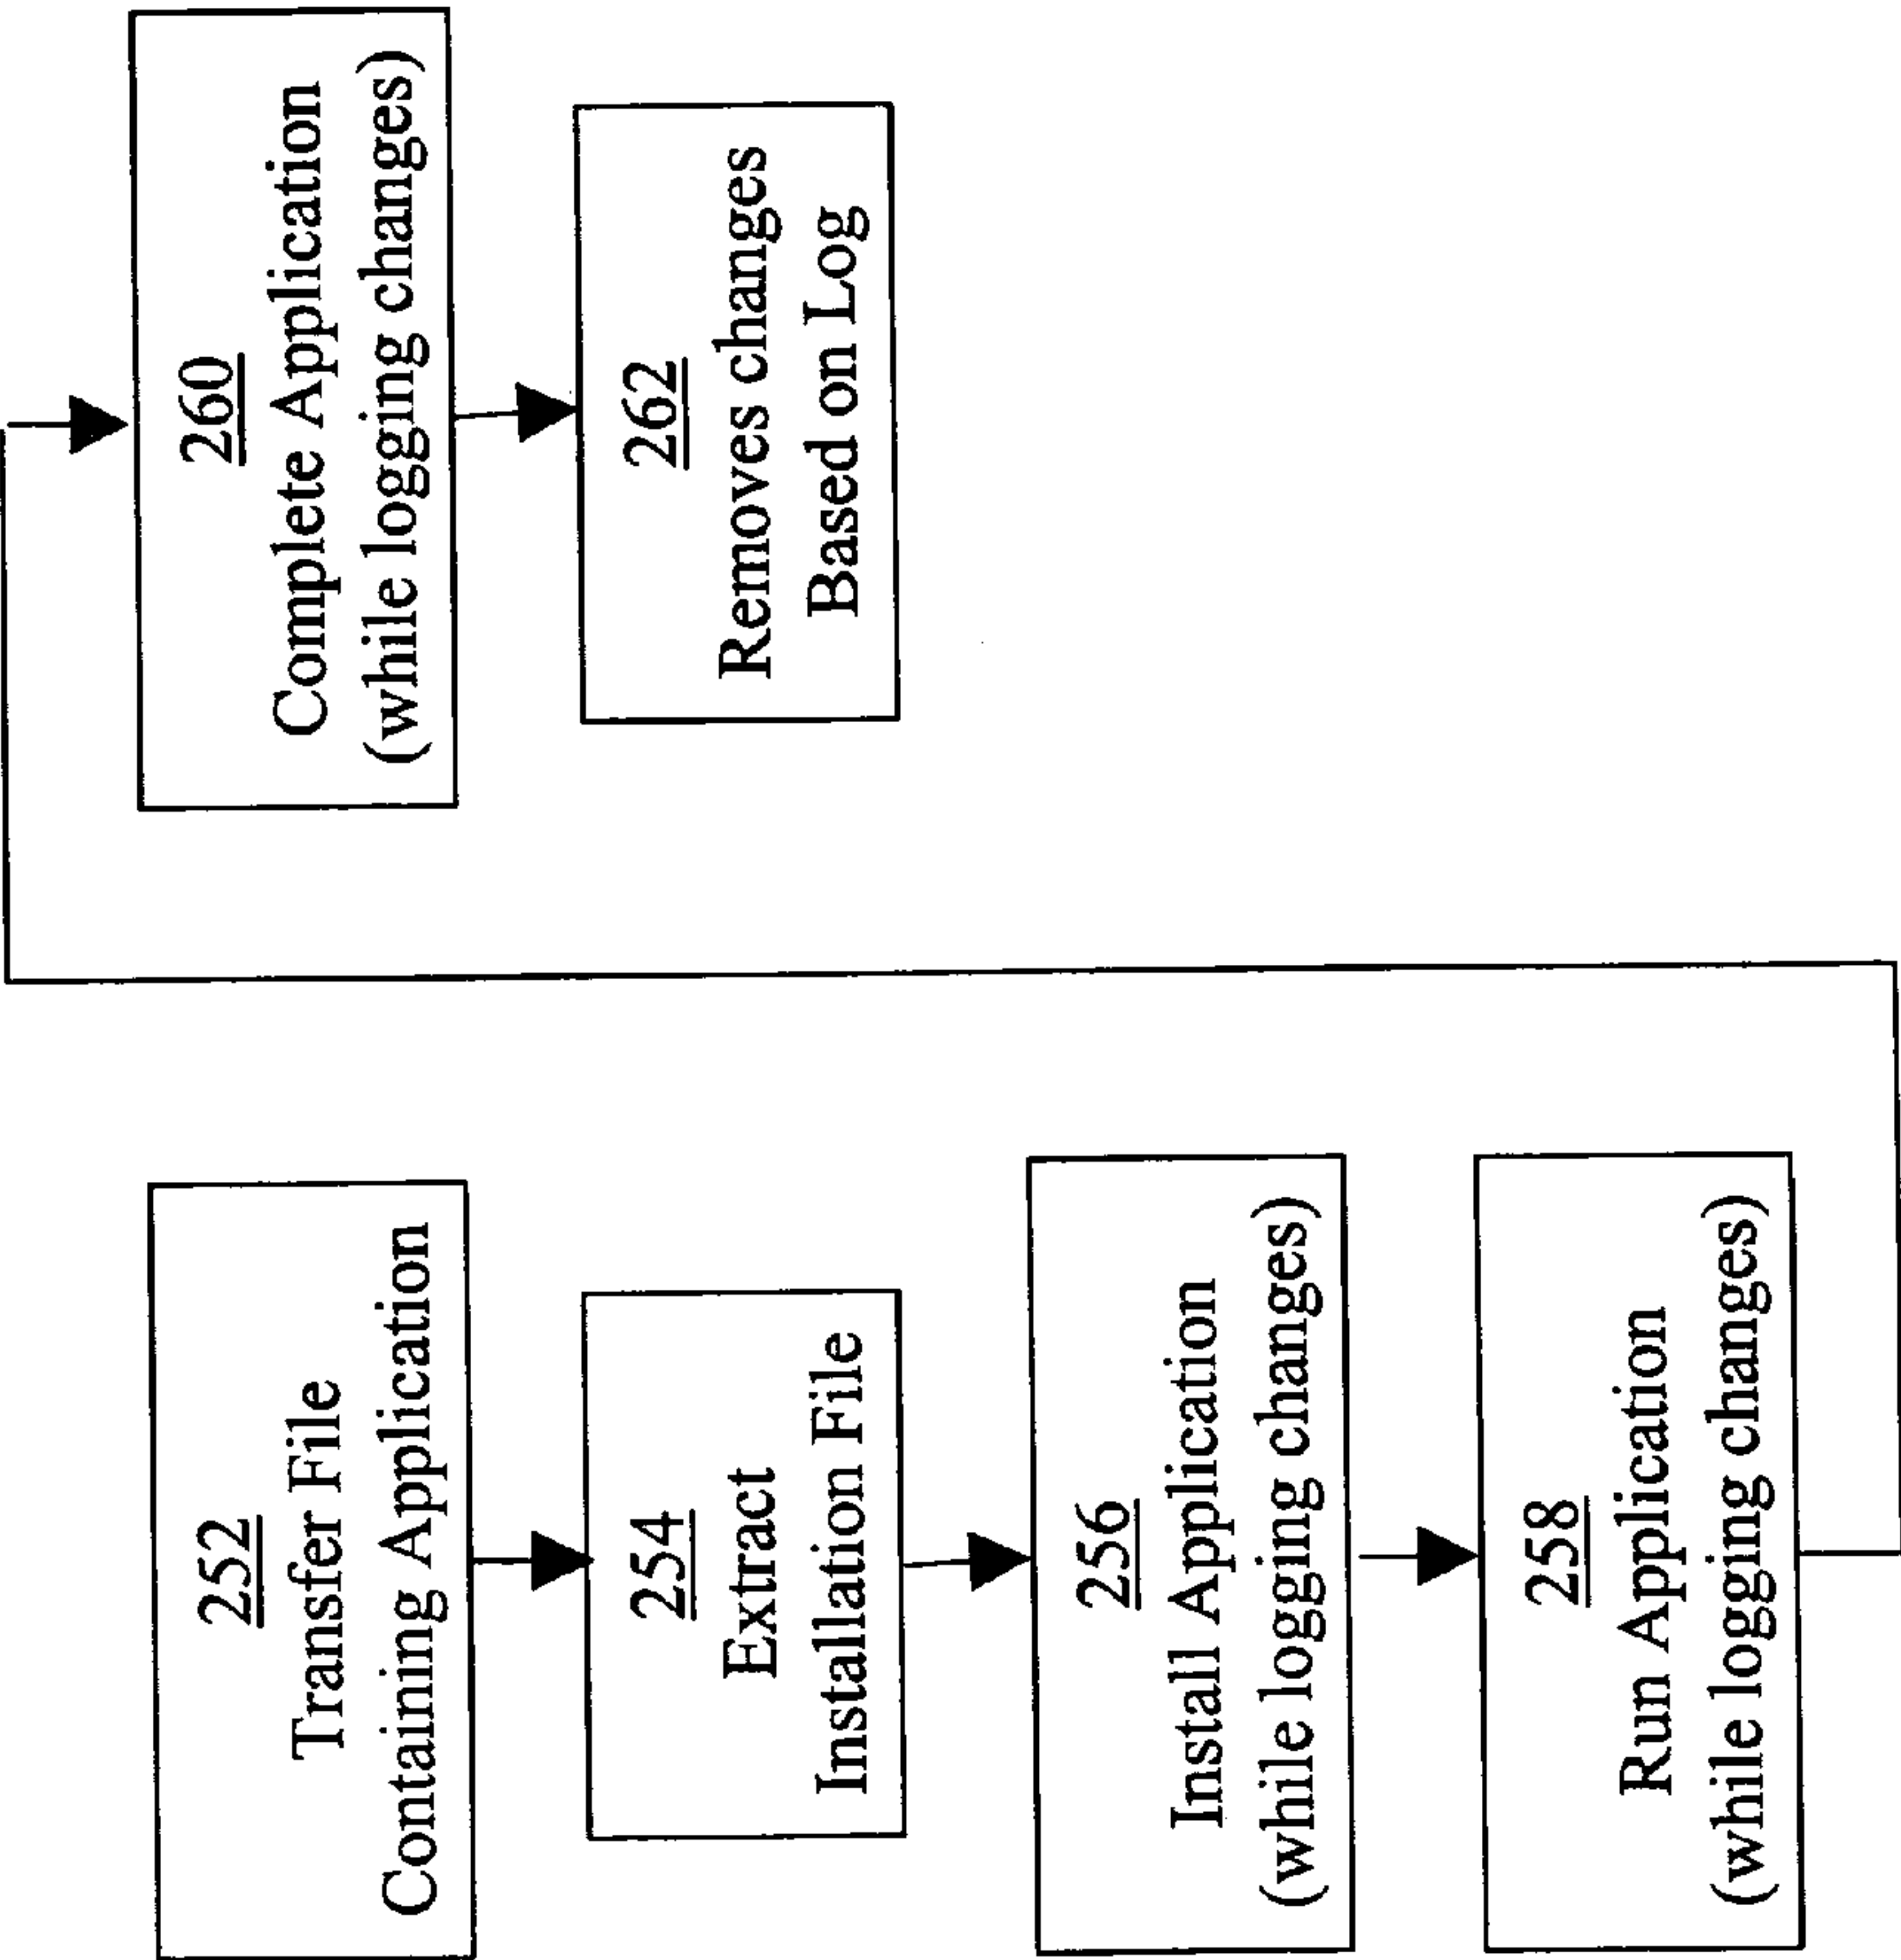 252
Transfer File
Containing Application
254
Extract
Installation File
256
Install Application
(while logging changes)
258
Run Application
(while logging changes)
260
Complete Application
(while logging changes)
262
Removes changes
Based on Log